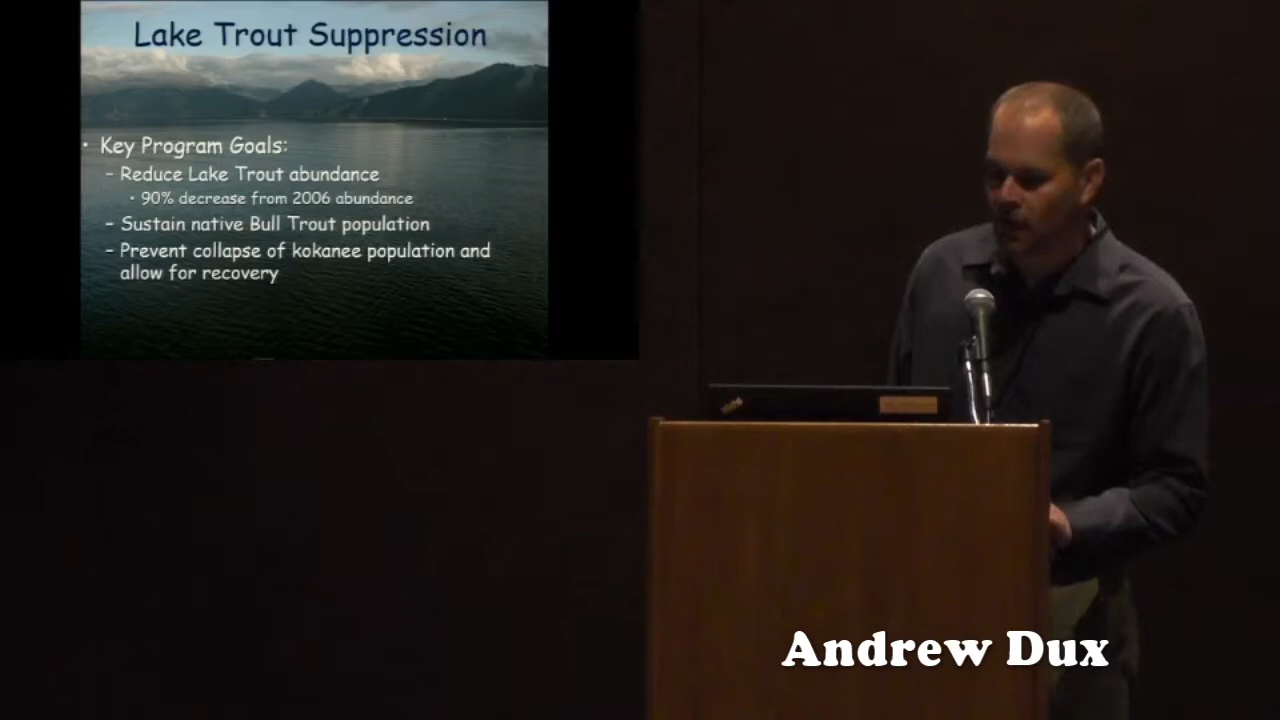 Lake Trout Suppression
• Key Program Goals:
– Reduce Lake Trout abundance
• 90% decrease from 2006 abundance
– Sustain native Bull Trout population
– Prevent collapse of kokanee population and
allow for recovery
Andrew Dux